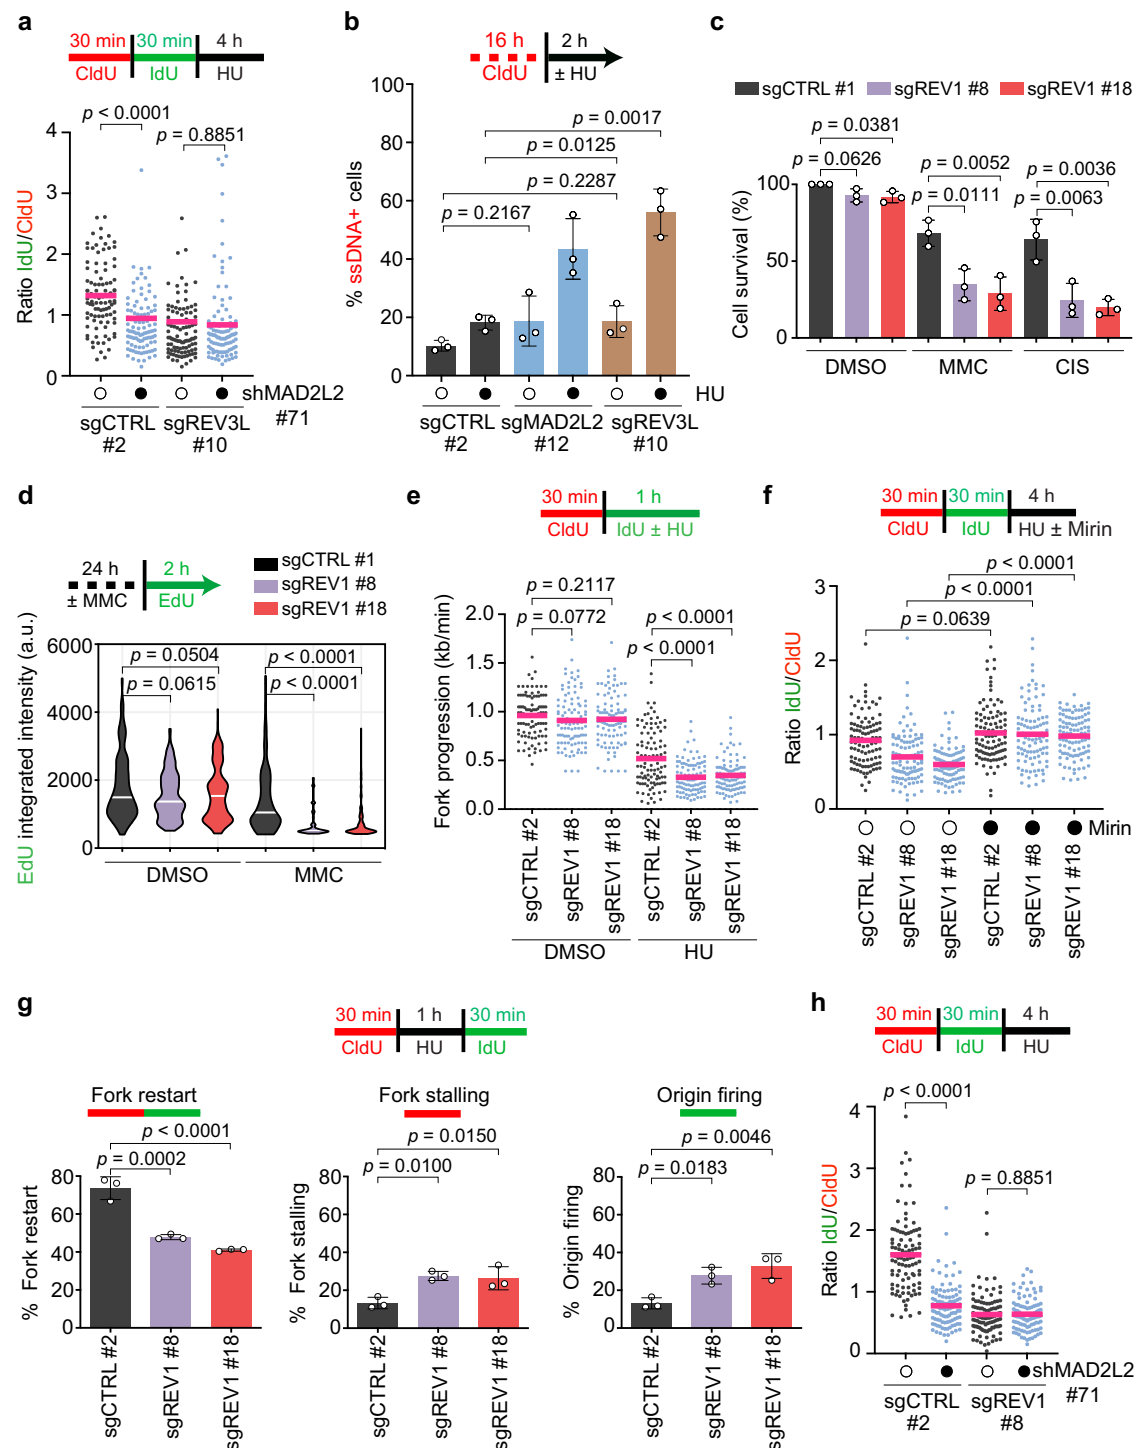 a
30 min 30 min 4 h
CldU IdU HU
p < 0.0001
p = 0.8851
Ratio IdU/CldU
4
3
2
1
0
shMAD2L2
#71
sgCTRL
#2
sgREV3L
#10
b
16 h 2 h
CldU ± HU
% ssDNA+ cells
100
80
60
40
20
0
p = 0.0017
p = 0.0125
p = 0.2287
p = 0.2167
HU
sgCTRL
#2
sgMAD2L2
#12
sgREV3L
#10
c
sgCTRL #1 sgREV1 #8 sgREV1 #18
Cell survival (%)
100
50
0
p = 0.0381
p = 0.0626
p = 0.0052
p = 0.0111
p = 0.0036
p = 0.0063
DMSO MMC CIS
d
24 h 2 h
± MMC EdU
sgCTRL #1
sgREV1 #8
sgREV1 #18
EdU integrated intensity (a.u.)
6000
4000
2000
0
p = 0.0504
p = 0.0615
p < 0.0001
p < 0.0001
DMSO MMC
e
30 min 1 h
CldU IdU ± HU
Fork progression (kb/min)
2.0
1.5
1.0
0.5
0.0
p = 0.2117
p = 0.0772
p < 0.0001
p < 0.0001
sgCTRL #2
sgREV1 #8
sgREV1 #18
sgCTRL #2
sgREV1 #8
sgREV1 #18
DMSO HU
f
30 min 30 min 4 h
CldU IdU HU ± Mirin
Ratio IdU/CldU
3
2
1
0
p < 0.0001
p < 0.0001
p = 0.0639
Mirin
sgCTRL #2
sgREV1 #8
sgREV1 #18
sgCTRL #2
sgREV1 #8
sgREV1 #18
g
30 min 1 h 30 min
CldU HU IdU
Fork restart
p < 0.0001
p = 0.0002
% Fork restart
80
60
40
20
0
sgCTRL #2
sgREV1 #8
sgREV1 #18
Fork stalling
p = 0.0150
p = 0.0100
% Fork stalling
80
60
40
20
0
sgCTRL #2
sgREV1 #8
sgREV1 #18
Origin firing
p = 0.0046
p = 0.0183
% Origin firing
80
60
40
20
0
sgCTRL #2
sgREV1 #8
sgREV1 #18
h
30 min 30 min 4 h
CldU IdU HU
p < 0.0001
p = 0.8851
Ratio IdU/CldU
4
3
2
1
0
shMAD2L2
#71
sgCTRL
#2
sgREV1
#8